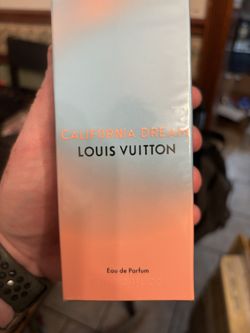 CALIFORNIA DREAM
LOUIS VUITTON
Eau de Parfum